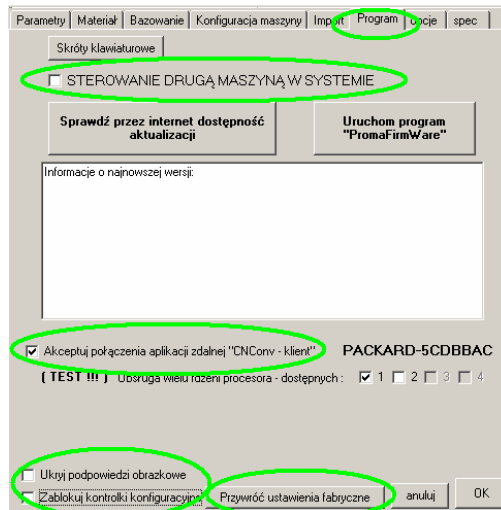 Parametry Materiał Bazowanie Konfiguracja maszyny Import Program opcje spec
Skróty klawiaturowe
STEROWANIE DRUGĄ MASZYNĄ W SYSTEMIE
Sprawdź przez internet dostępność
aktualizacji
Uruchom program
"PromaFirmWare"
Informacje o najnowszej wersji:
Akceptuj połączenia aplikacji zdalnej "CNConv - klient" PACKARD-5CDBBAC
( TEST !!! ) Obsługa wielu rdzeni procesora - dostępnych : 1 2 3 4
Ukryj podpowiedzi obrazkowe
Zablokuj kontrolki konfiguracyjne Przywróć ustawienia fabryczne anuluj OK